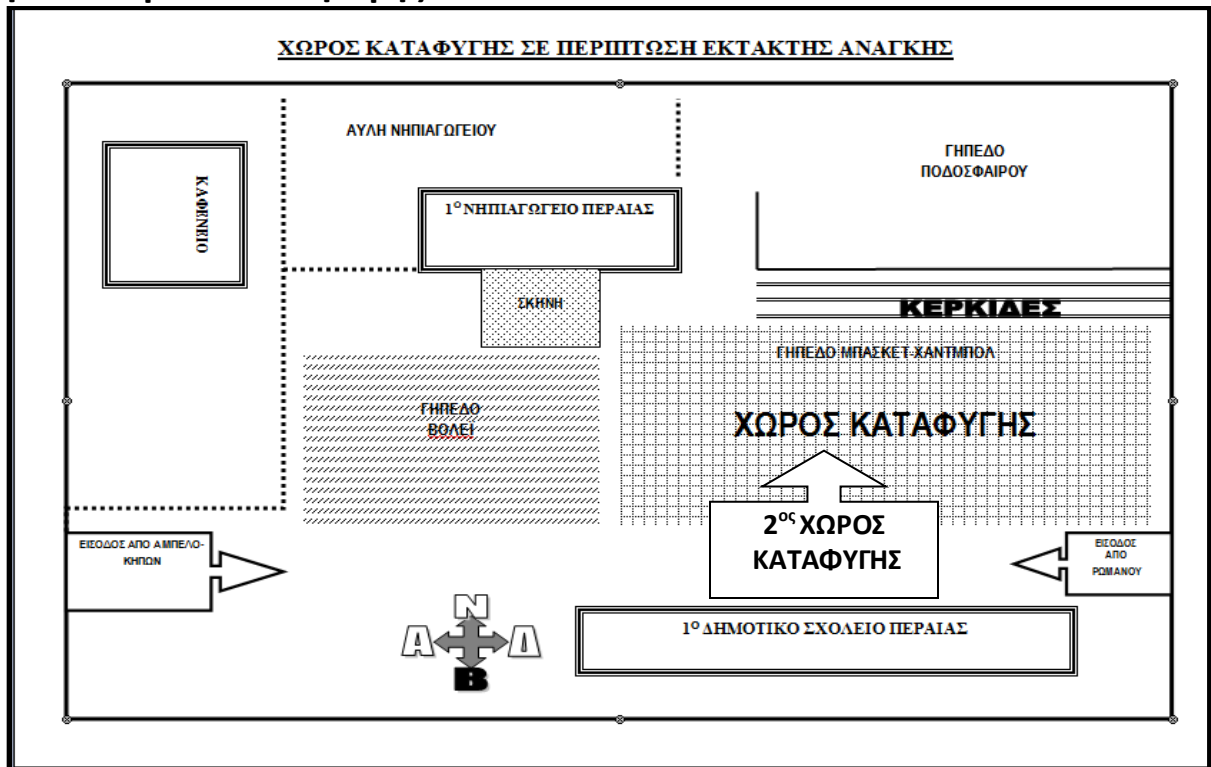 ΧΩΡΟΣ ΚΑΤΑΦΥΓΗΣ ΣΕ ΠΕΡΙΠΤΩΣΗ ΕΚΤΑΚΤΗΣ ΑΝΑΓΚΗΣ
ΑΥΛΗ ΝΗΠΙΑΓΩΓΕΙΟΥ
ΓΗΠΕΔΟ
ΠΟΔΟΣΦΑΙΡΟΥ
ΚΑΦΕΝΕΙΟ
1Ο ΝΗΠΙΑΓΩΓΕΙΟ ΠΕΡΑΙΑΣ
ΣΚΗΝΗ
ΚΕΡΚΙΔΕΣ
ΓΗΠΕΔΟ ΜΠΑΣΚΕΤ-ΧΑΝΤΜΠΟΛ
ΓΗΠΕΔΟ
ΒΟΛΕΙ
ΧΩΡΟΣ ΚΑΤΑΦΥΓΗΣ
2ος ΧΩΡΟΣ
ΚΑΤΑΦΥΓΗΣ
ΕΙΣΟΔΟΣ ΑΠΟ ΑΜΠΕΛΟ-
ΚΗΠΩΝ
ΕΙΣΟΔΟΣ
ΑΠΟ
ΡΩΜΑΝΟΥ
Ν
Α Δ
Β
1Ο ΔΗΜΟΤΙΚΟ ΣΧΟΛΕΙΟ ΠΕΡΑΙΑΣ